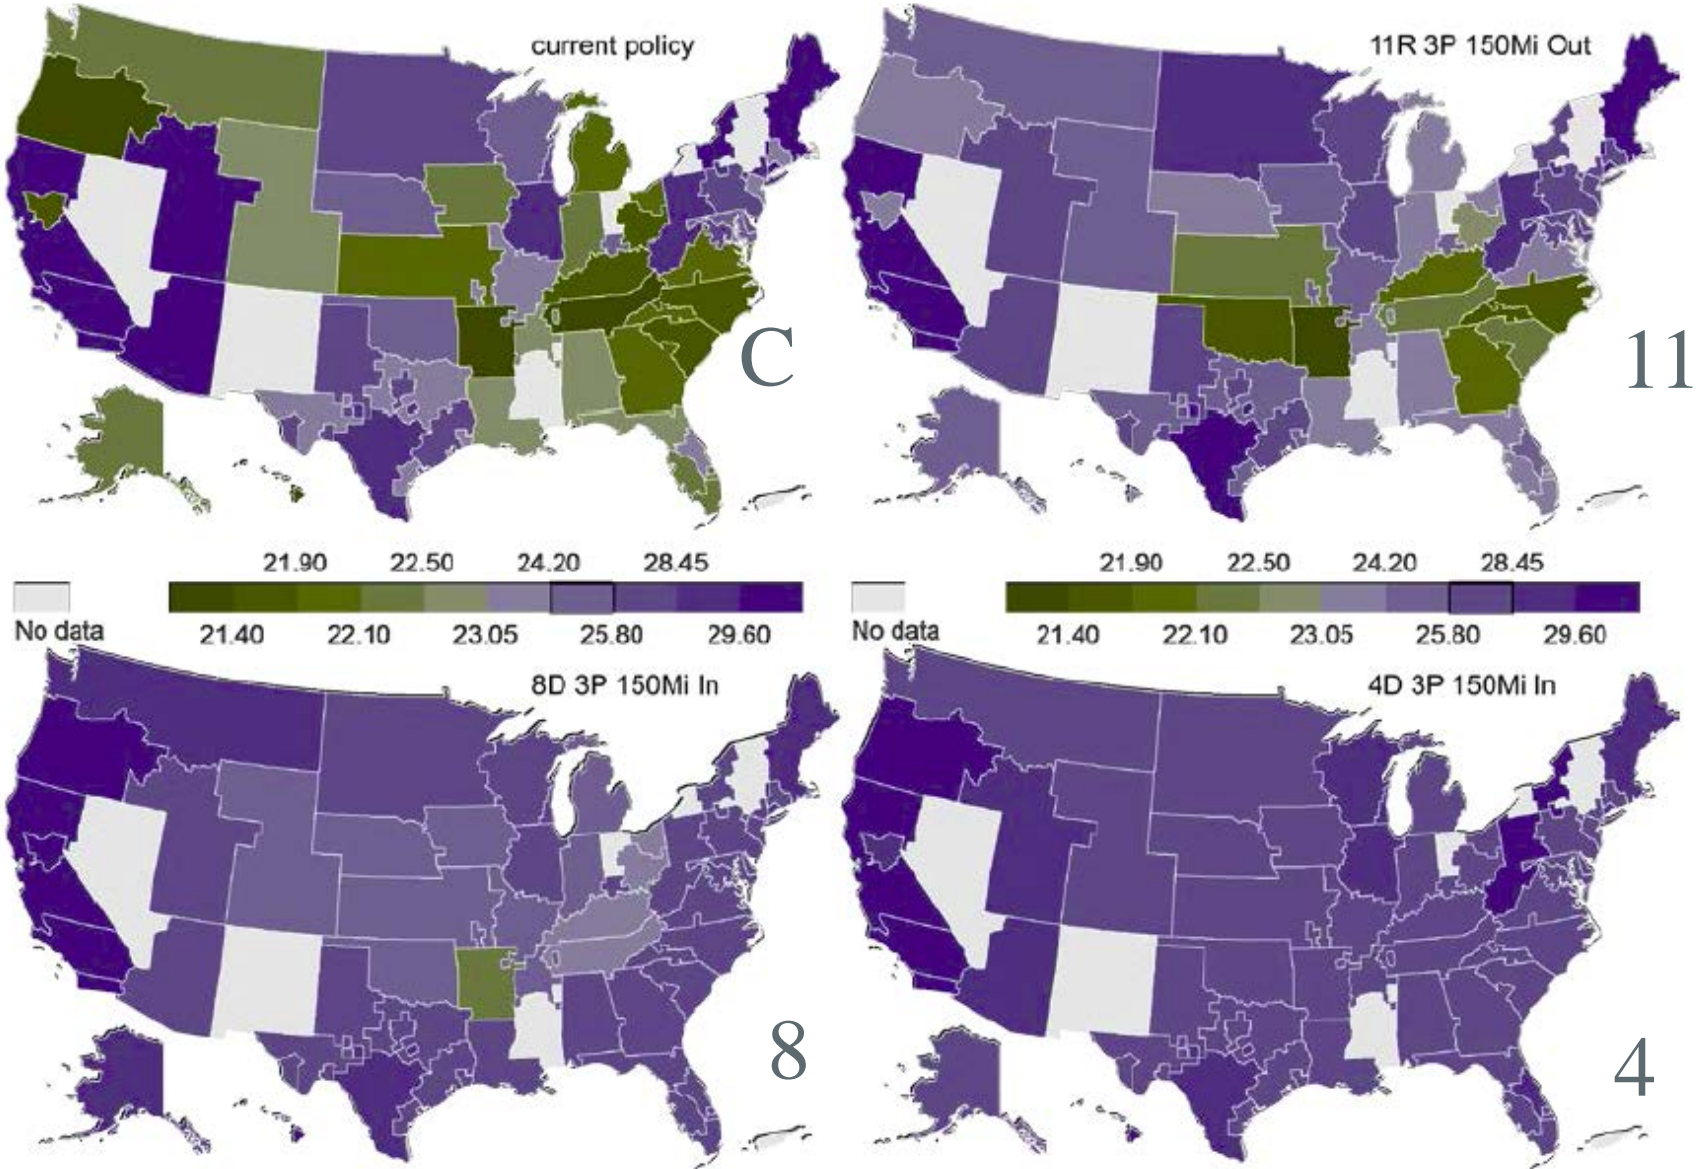 current policy
11R 3P 150Mi Out
C
11
21.90 22.50 24.20 28.45
No data 21.40 22.10 23.05 25.80 29.60
21.90 22.50 24.20 28.45
No data 21.40 22.10 23.05 25.80 29.60
8D 3P 150Mi In
4D 3P 150Mi In
8
4